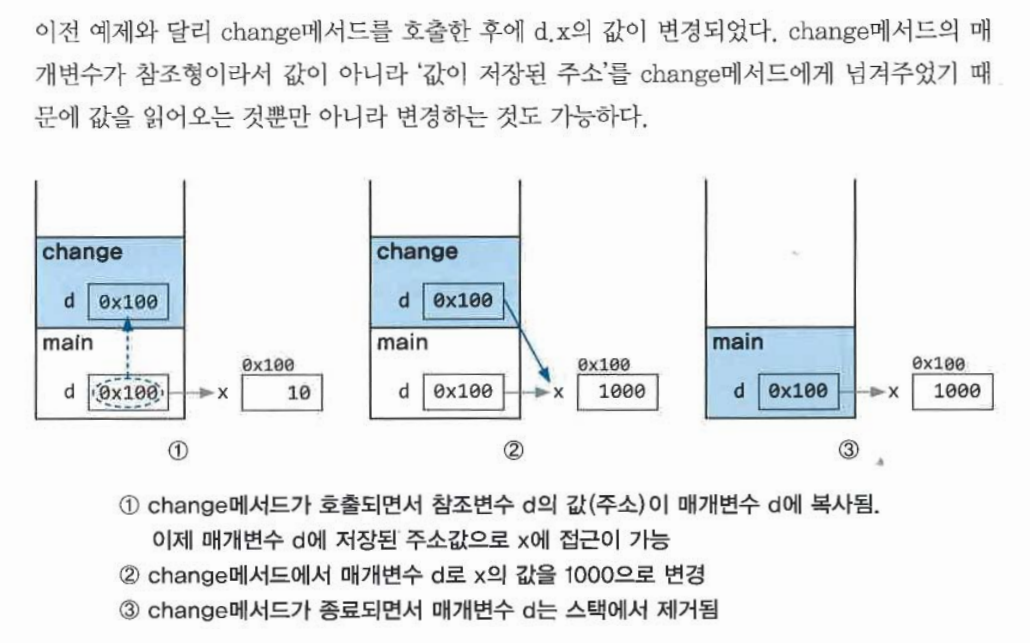 이전 예제와 달리 change메서드를 호출한 후에 d.x의 값이 변경되었다. change메서드의 매
개변수가 참조형이라서 값이 아니라 ‘값이 저장된 주소’를 change메서드에게 넘겨주었기 때
문에 값을 읽어오는 것뿐만 아니라 변경하는 것도 가능하다.
change
d 0x100
main
d 0x100 x
0x100
10
①
change
d 0x100
main
d 0x100 x
0x100
1000
②
main
d 0x100 x
0x100
1000
③
① change메서드가 호출되면서 참조변수 d의 값(주소)이 매개변수 d에 복사됨.
이제 매개변수 d에 저장된 주소값으로 x에 접근이 가능
② change메서드에서 매개변수 d로 x의 값을 1000으로 변경
③ change메서드가 종료되면서 매개변수 d는 스택에서 제거됨